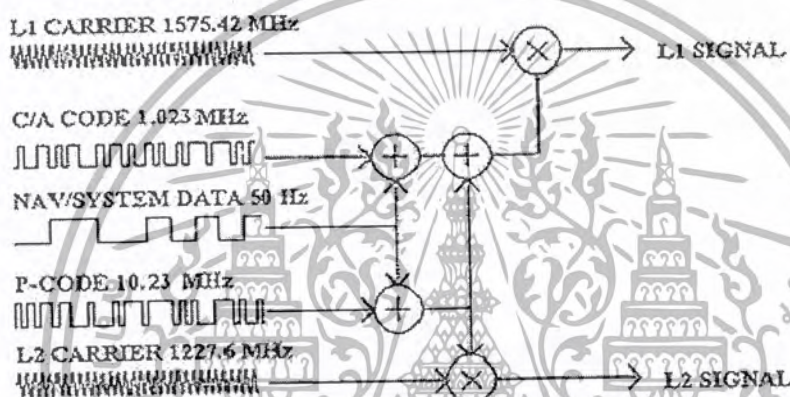 L1 CARRIER 1575.42 MHz
L1 SIGNAL
C/A CODE 1.023 MHz
NAV/SYSTEM DATA 50 Hz
P-CODE 10.23 MHz
L2 CARRIER 1227.6 MHz
L2 SIGNAL